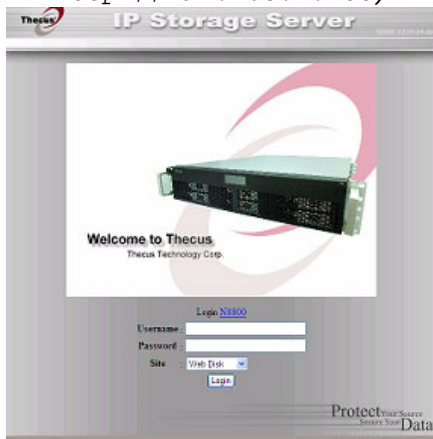 Thecus
IP Storage Server
Welcome to Thecus
Thecus Technology Corp.
Login N8800
Username :
Password :
Site : Web Disk
Login
Protect Your Source
Secure Your Data